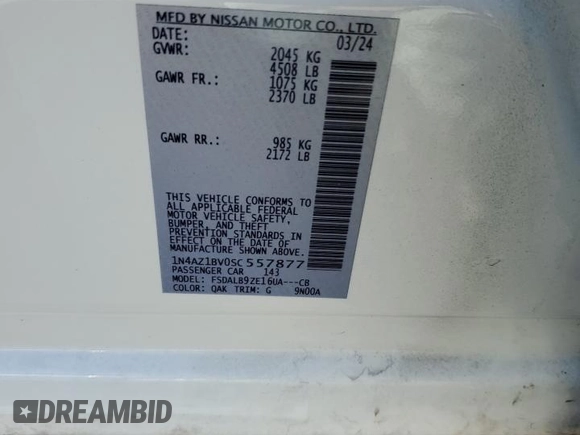 MFD BY NISSAN MOTOR CO., LTD.
DATE: 03/24
GVWR: 2045 KG
4508 LB
GAWR FR.: 1075 KG
2370 LB
GAWR RR.: 985 KG
2172 LB
THIS VEHICLE CONFORMS TO
ALL APPLICABLE FEDERAL
MOTOR VEHICLE SAFETY,
BUMPER, AND THEFT
PREVENTION STANDARDS IN
EFFECT ON THE DATE OF
MANUFACTURE SHOWN ABOVE.
1N4AZ1BV0SC557877
PASSENGER CAR 143
MODEL: FSDALB9ZE16UA---CB
COLOR: QAK TRIM: G 9N00A
DREAMBID